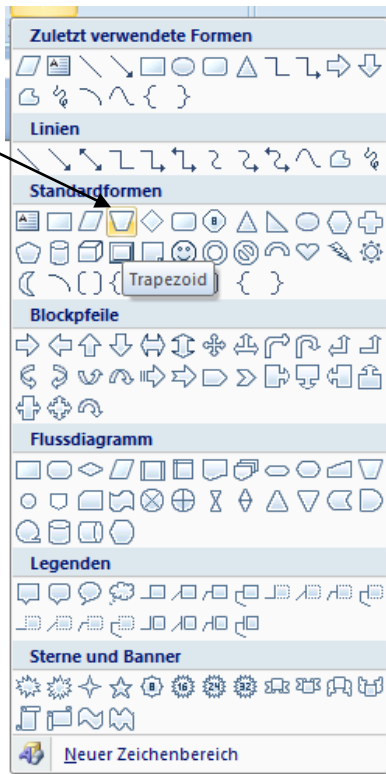 Zuletzt verwendete Formen
Linien
Standardformen
Trapezoid
Blockpfeile
Flussdiagramm
Legenden
Sterne und Banner
Neuer Zeichenbereich